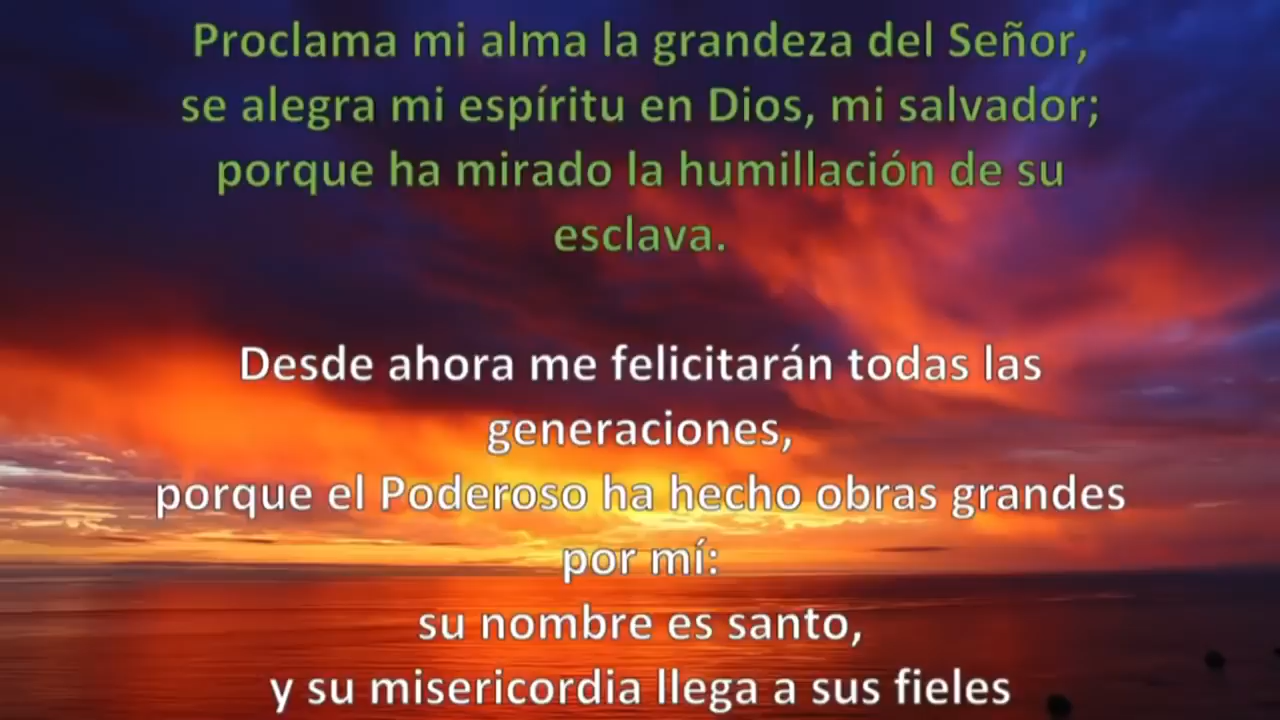 Proclama mi alma la grandeza del Señor,
se alegra mi espíritu en Dios, mi salvador;
porque ha mirado la humillación de su
esclava.
Desde ahora me felicitarán todas las
generaciones,
porque el Poderoso ha hecho obras grandes
por mí:
su nombre es santo,
y su misericordia llega a sus fieles